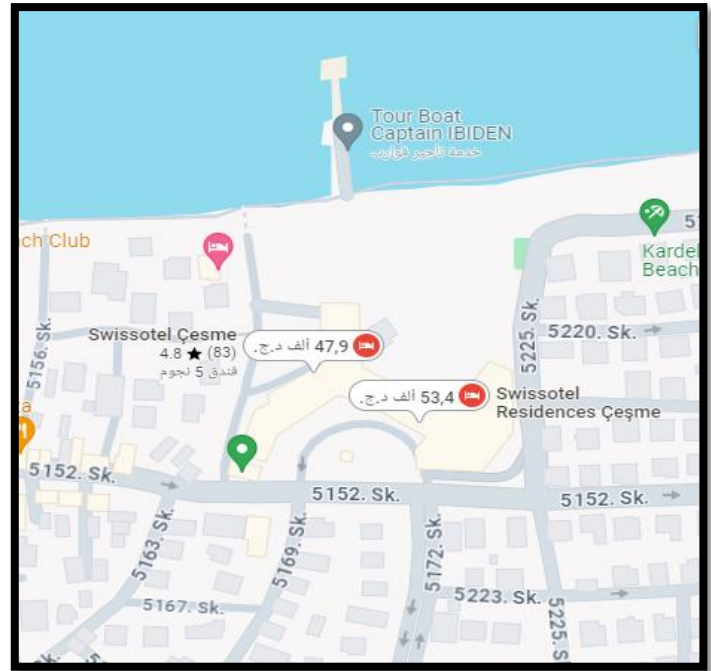 Tour Boat
Captain IBIDEN
خدمة تأجير قوارب
ch Club
Kardel
Beach
5156. Sk.
Swissotel Çesme
4.8 ★ (83)
فندق 5 نجوم
47,9 ألف د.ج.
53,4 ألف د.ج.
Swissotel
Residences Çeşme
5225. Sk.
5220. Sk.
5152. Sk.
5152. Sk.
5152. Sk.
5163. Sk.
5169. Sk.
5172. Sk.
5167. Sk.
5223. Sk.
5225. S